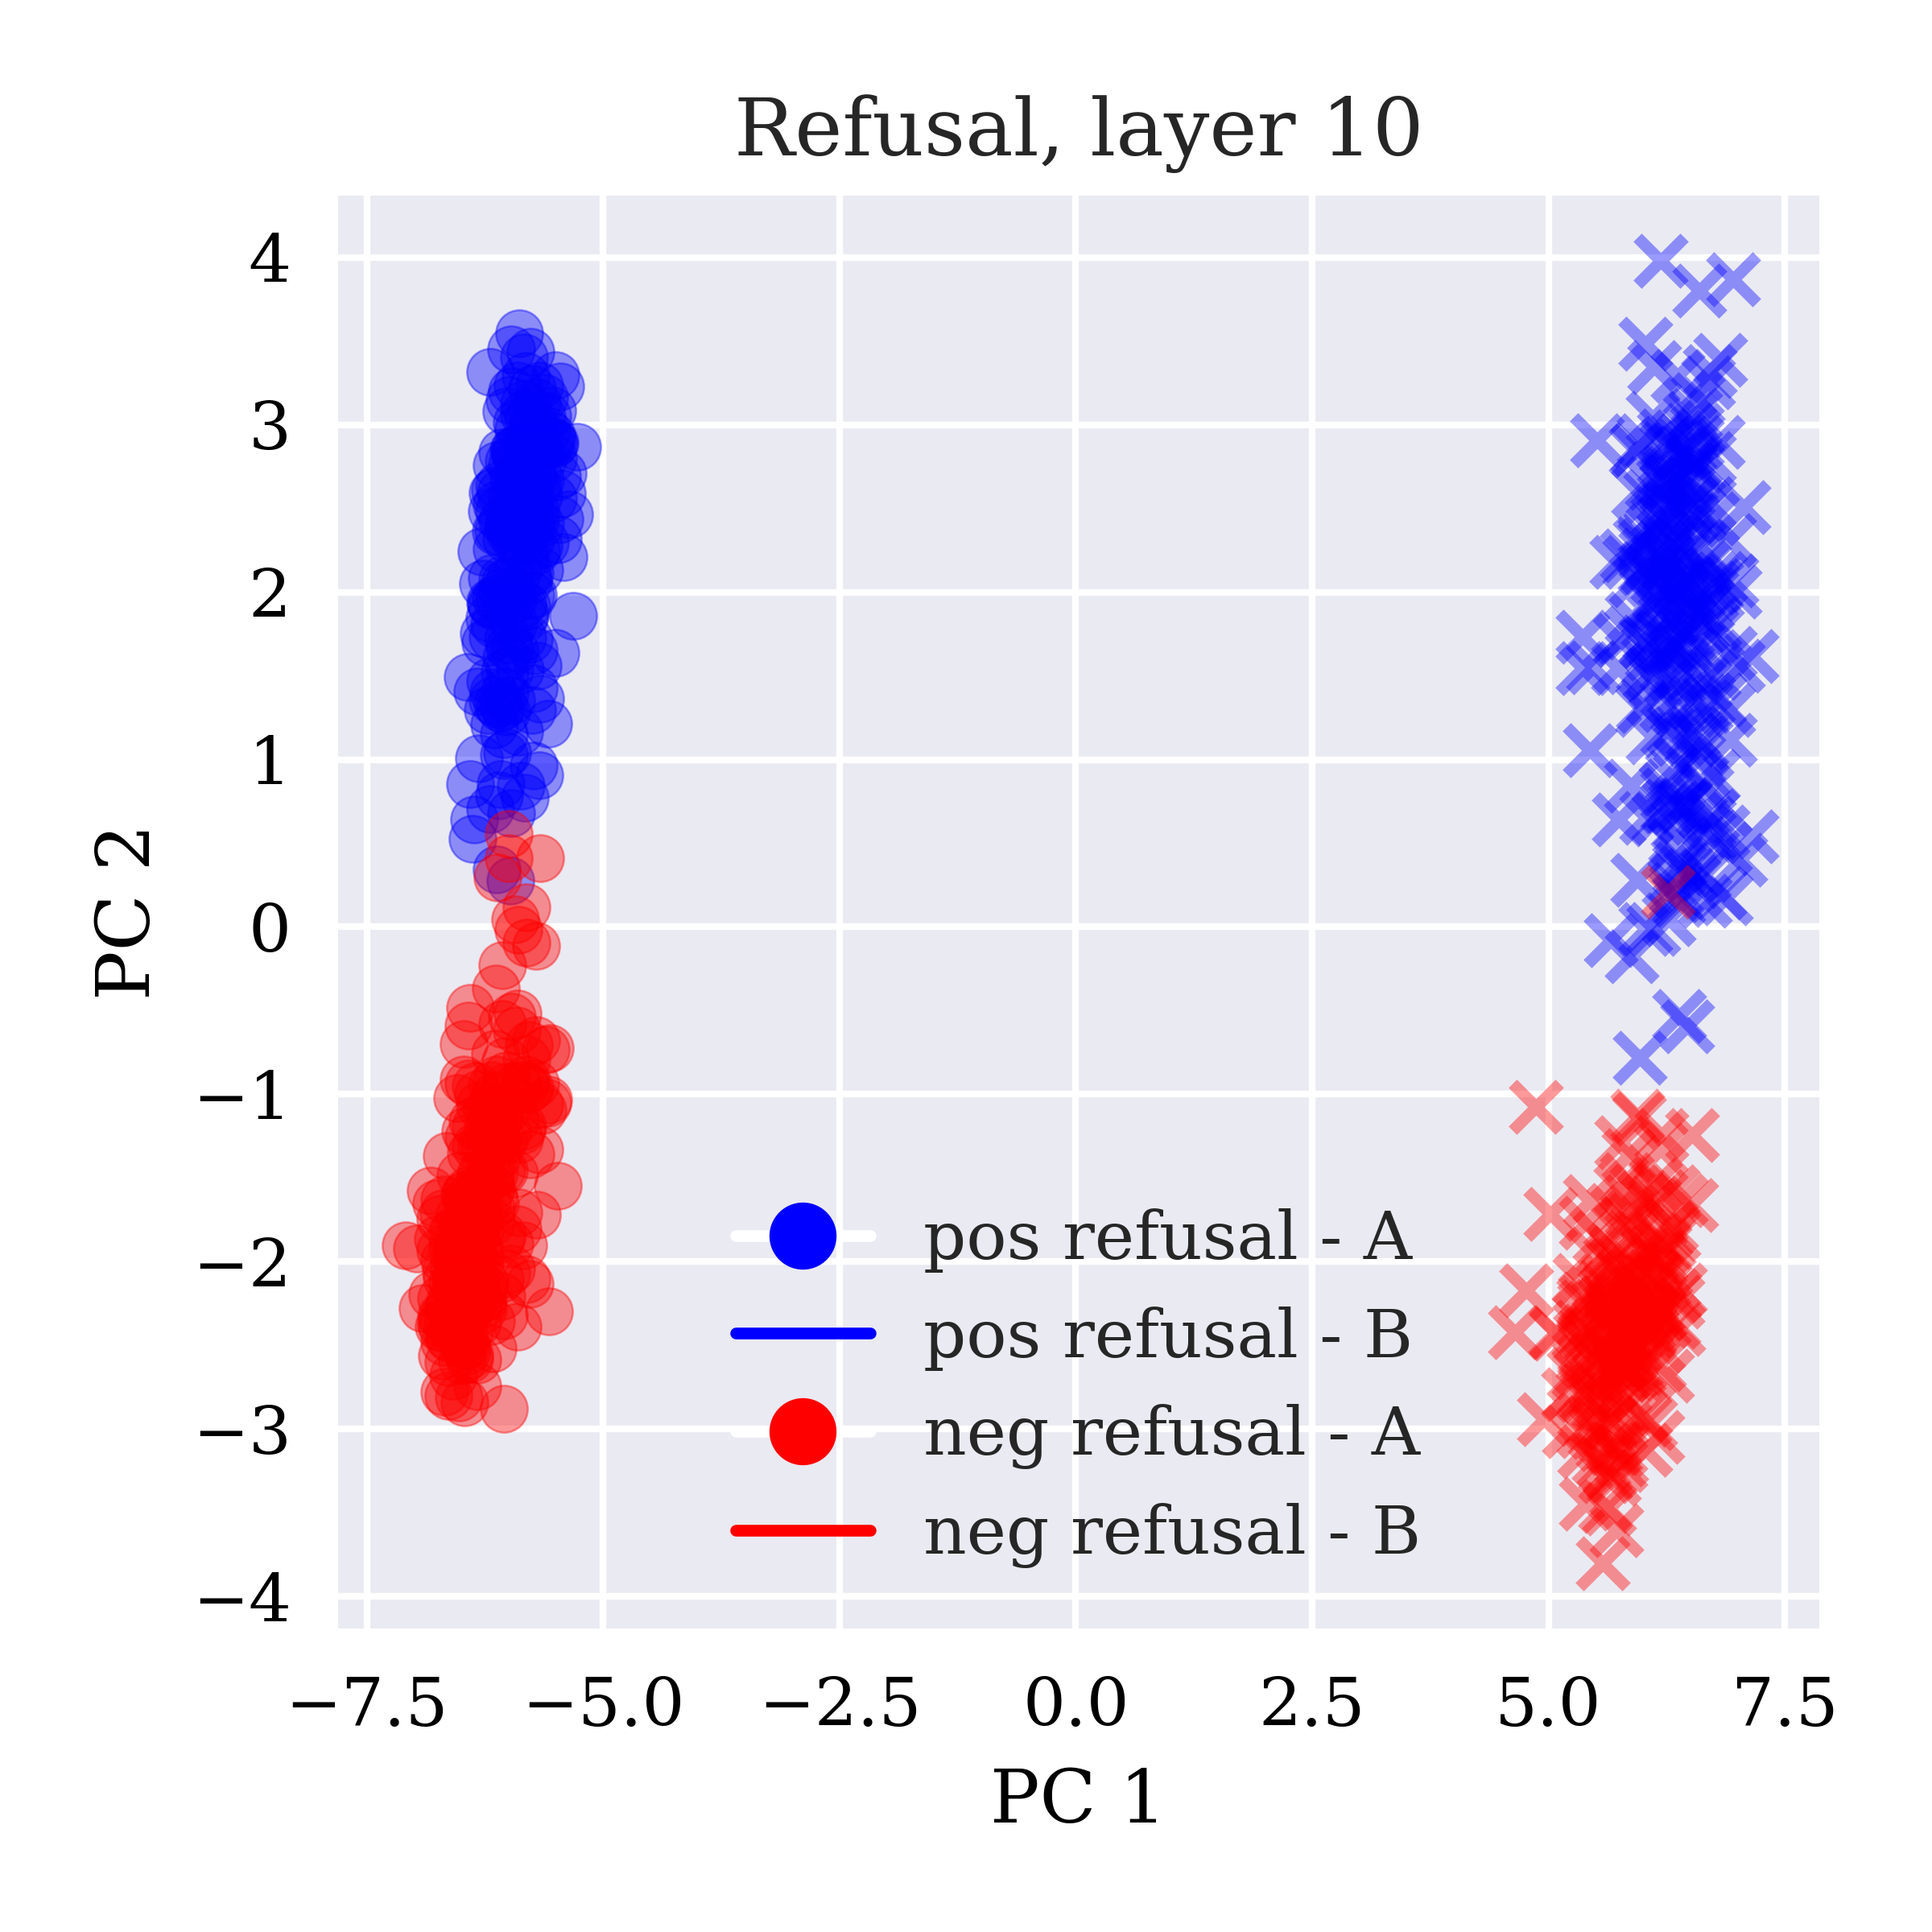 Refusal, layer 10
4
3
2
1
0
−1
−2
−3
−4
PC 2
pos refusal - A
pos refusal - B
neg refusal - A
neg refusal - B
−7.5 −5.0 −2.5 0.0 2.5 5.0 7.5
PC 1